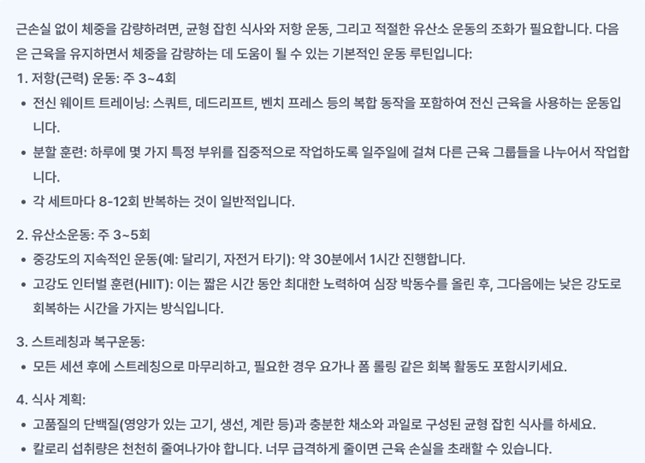 근손실 없이 체중을 감량하려면, 균형 잡힌 식사와 저항 운동, 그리고 적절한 유산소 운동의 조화가 필요합니다. 다음
은 근육을 유지하면서 체중을 감량하는 데 도움이 될 수 있는 기본적인 운동 루틴입니다:
1. 저항(근력) 운동: 주 3~4회
• 전신 웨이트 트레이닝: 스쿼트, 데드리프트, 벤치 프레스 등의 복합 동작을 포함하여 전신 근육을 사용하는 운동입
니다.
• 분할 훈련: 하루에 몇 가지 특정 부위를 집중적으로 작업하도록 일주일에 걸쳐 다른 근육 그룹들을 나누어서 작업합
니다.
• 각 세트마다 8-12회 반복하는 것이 일반적입니다.
2. 유산소운동: 주 3~5회
• 중강도의 지속적인 운동(예: 달리기, 자전거 타기): 약 30분에서 1시간 진행합니다.
• 고강도 인터벌 훈련(HIIT): 이는 짧은 시간 동안 최대한 노력하여 심장 박동수를 올린 후, 그다음에는 낮은 강도로
회복하는 시간을 가지는 방식입니다.
3. 스트레칭과 복구운동:
• 모든 세션 후에 스트레칭으로 마무리하고, 필요한 경우 요가나 폼 롤링 같은 회복 활동도 포함시키세요.
4. 식사 계획:
• 고품질의 단백질(영양가 있는 고기, 생선, 계란 등)과 충분한 채소와 과일로 구성된 균형 잡힌 식사를 하세요.
• 칼로리 섭취량은 천천히 줄여나가야 합니다. 너무 급격하게 줄이면 근육 손실을 초래할 수 있습니다.